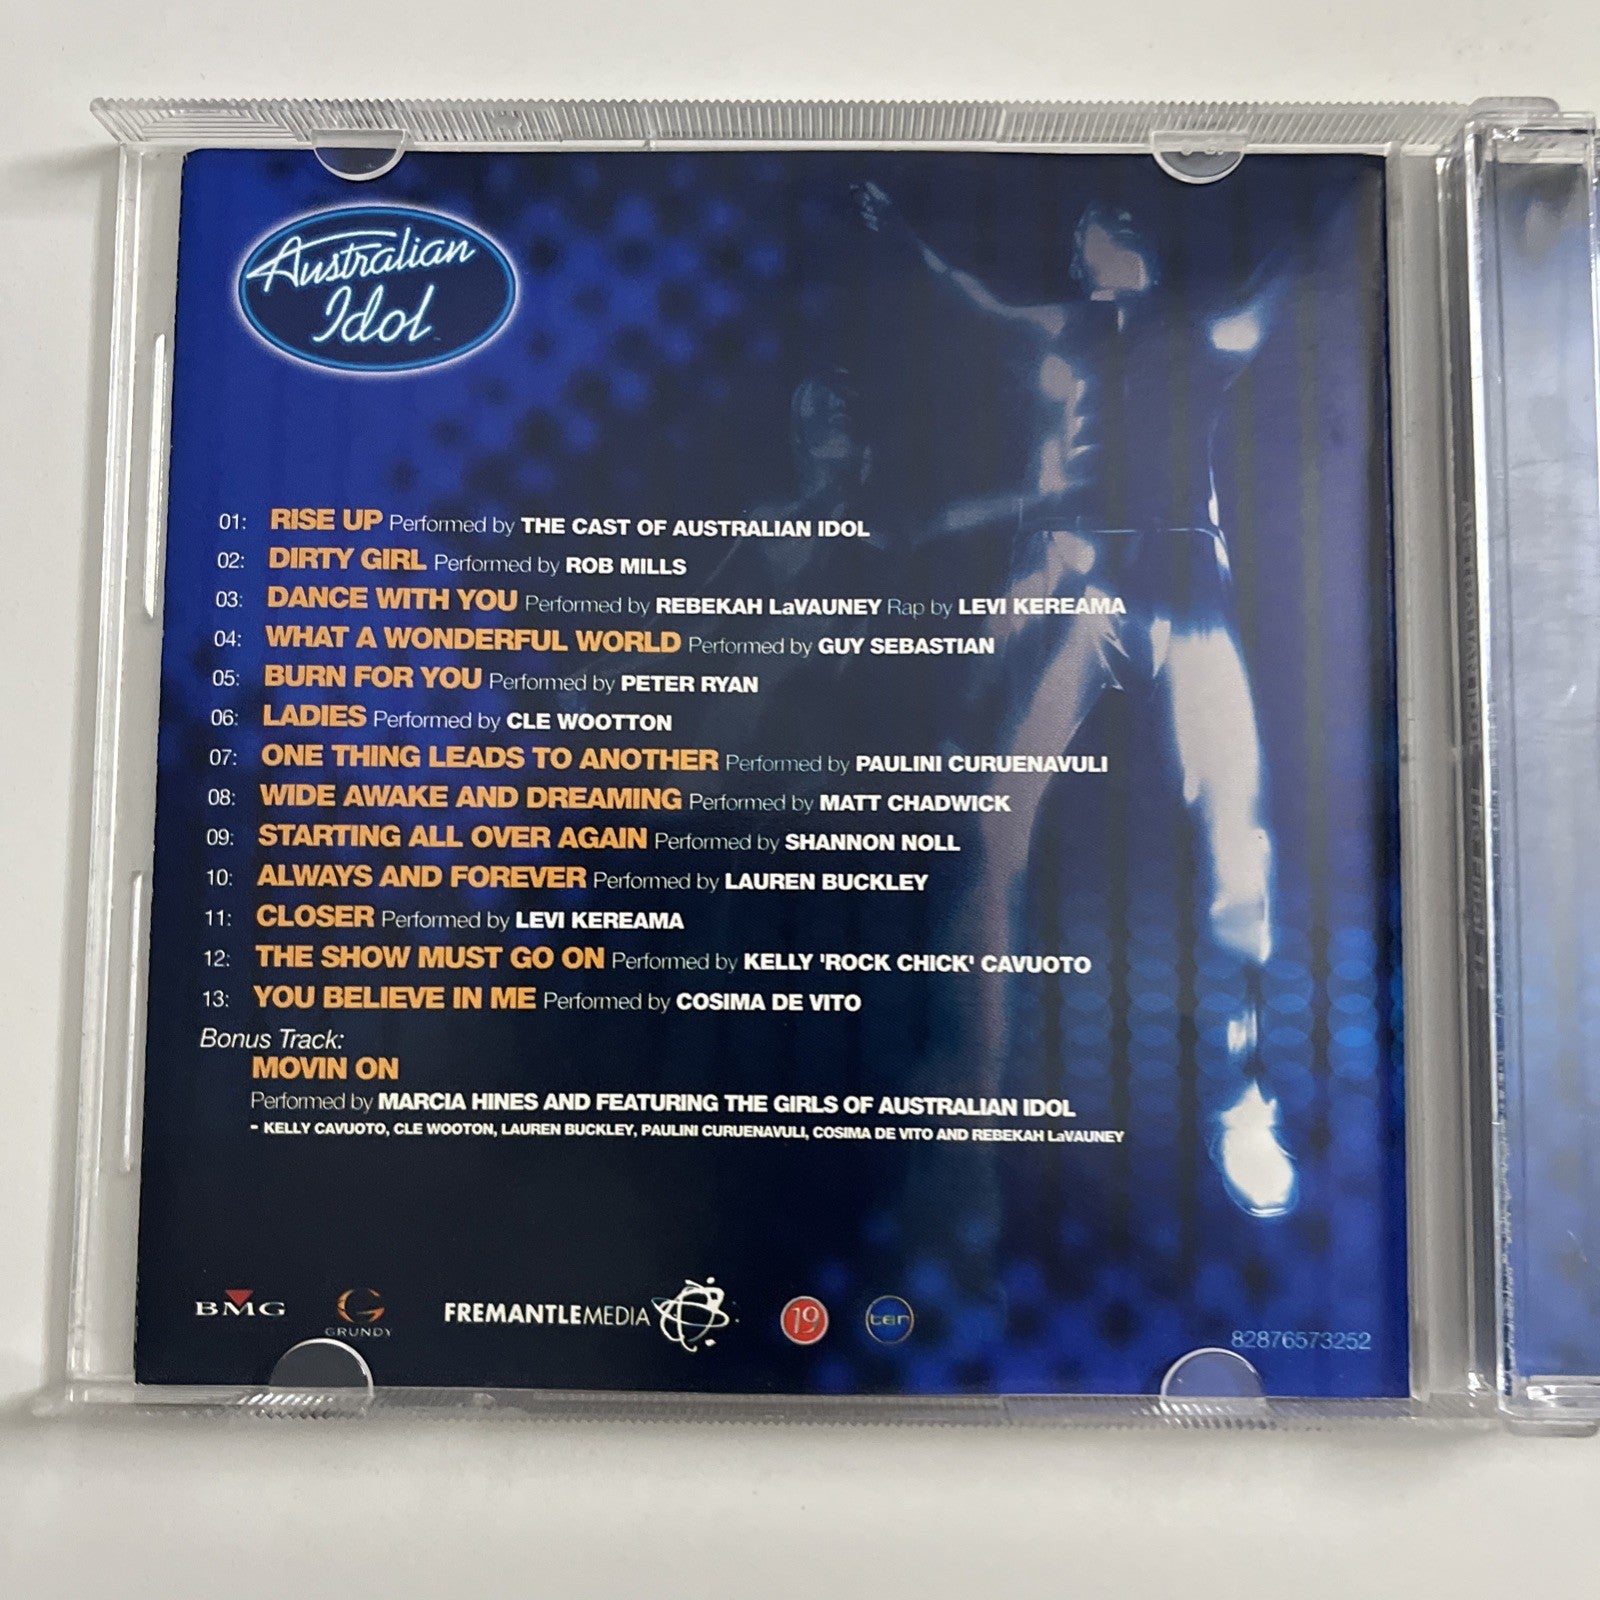 Australian
Idol
01: RISE UP Performed by THE CAST OF AUSTRALIAN IDOL
02: DIRTY GIRL Performed by ROB MILLS
03: DANCE WITH YOU Performed by REBEKAH LaVAUNEY Rap by LEVI KEREAMA
04: WHAT A WONDERFUL WORLD Performed by GUY SEBASTIAN
05: BURN FOR YOU Performed by PETER RYAN
06: LADIES Performed by CLE WOOTTON
07: ONE THING LEADS TO ANOTHER Performed by PAULINI CURUENAVULI
08: WIDE AWAKE AND DREAMING Performed by MATT CHADWICK
09: STARTING ALL OVER AGAIN Performed by SHANNON NOLL
10: ALWAYS AND FOREVER Performed by LAUREN BUCKLEY
11: CLOSER Performed by LEVI KEREAMA
12: THE SHOW MUST GO ON Performed by KELLY 'ROCK CHICK' CAVUOTO
13: YOU BELIEVE IN ME Performed by COSIMA DE VITO
Bonus Track:
MOVIN ON
Performed by MARCIA HINES AND FEATURING THE GIRLS OF AUSTRALIAN IDOL
- KELLY CAVUOTO, CLE WOOTON, LAUREN BUCKLEY, PAULINI CURUENAVULI, COSIMA DE VITO AND REBEKAH LaVAUNEY
BMG GRUNDY FREMANTLEMEDIA 19 ten
82876573252